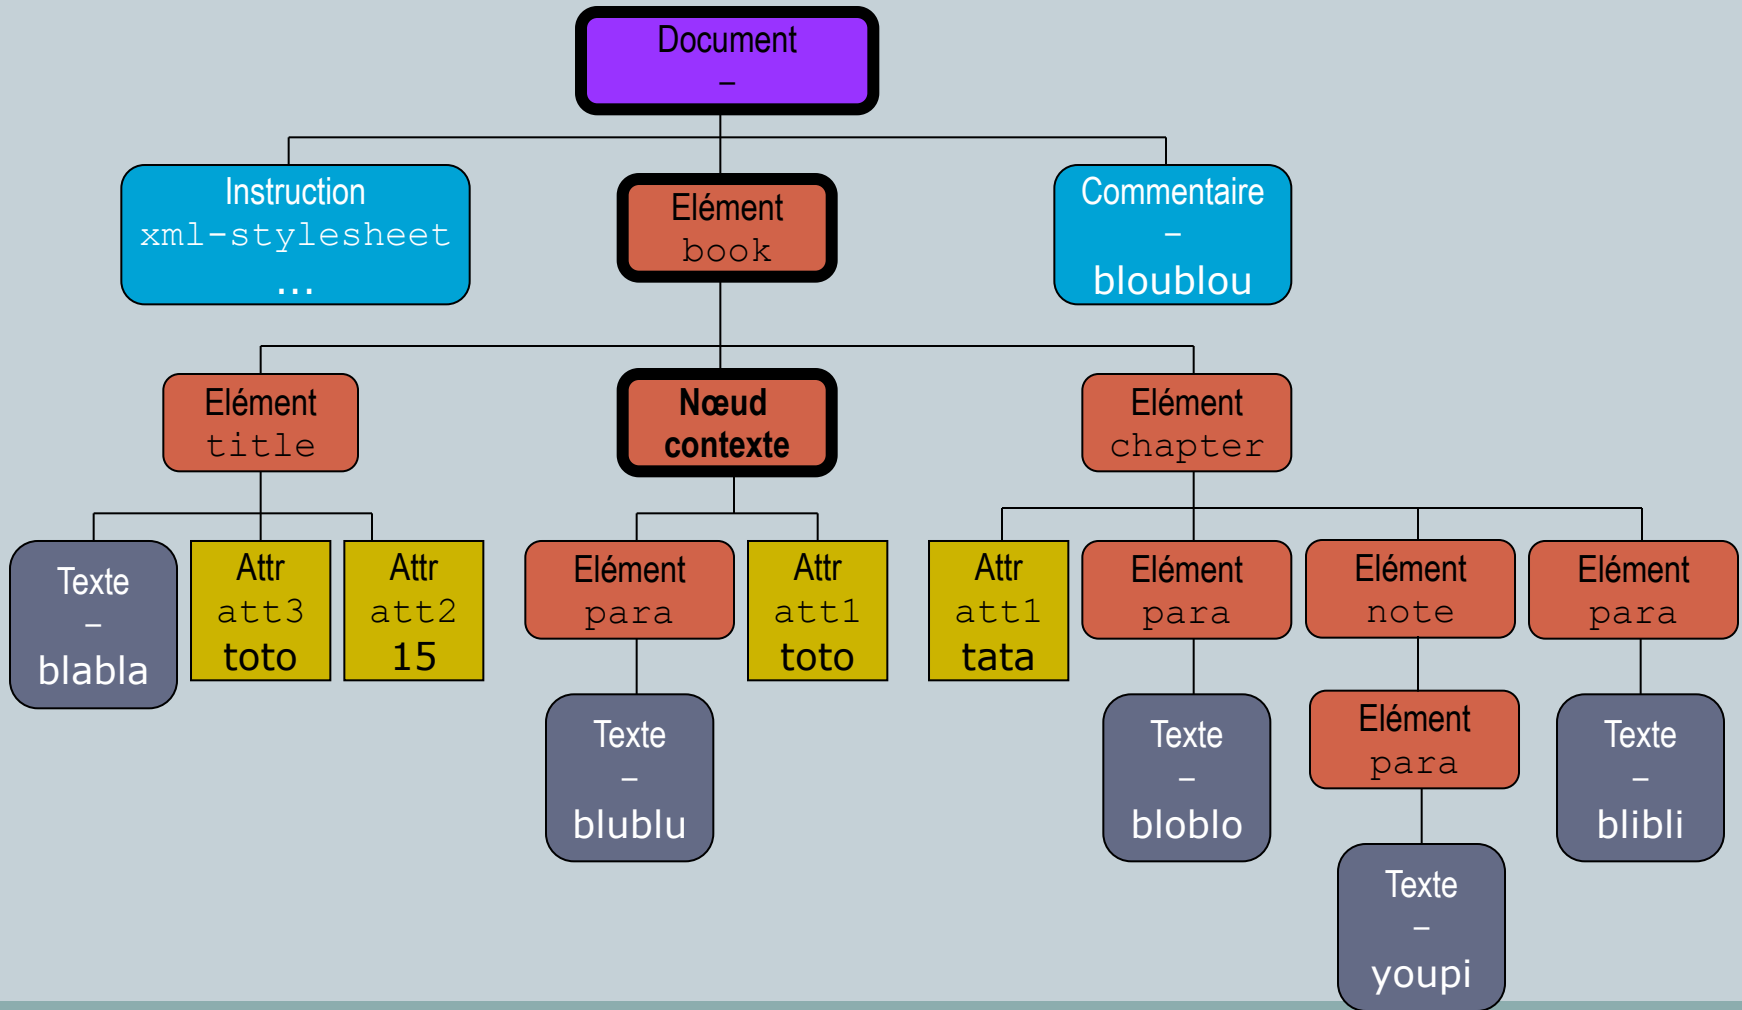 Document
–
Instruction
xml-stylesheet
...
Elément
book
Commentaire
–
bloublou
Elément
title
Nœud
contexte
Elément
chapter
Texte
–
blabla
Attr
att3
toto
Attr
att2
15
Elément
para
Attr
att1
toto
Attr
att1
tata
Elément
para
Elément
note
Elément
para
Texte
–
blublu
Texte
–
bloblo
Elément
para
Texte
–
blibli
Texte
–
youpi